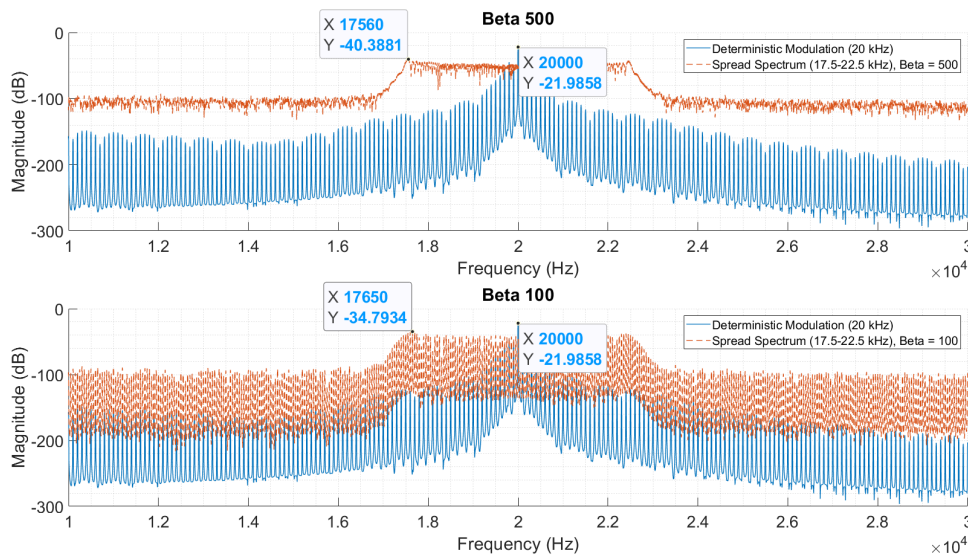 Beta 500
X 17560
Y -40.3881
X 20000
Y -21.9858
Deterministic Modulation (20 kHz)
Spread Spectrum (17.5-22.5 kHz), Beta = 500
Magnitude (dB)
0
-100
-200
-300
1 1.2 1.4 1.6 1.8 2 2.2 2.4 2.6 2.8 3
Frequency (Hz)
×10⁴
Beta 100
X 17650
Y -34.7934
X 20000
Y -21.9858
Deterministic Modulation (20 kHz)
Spread Spectrum (17.5-22.5 kHz), Beta = 100
Magnitude (dB)
0
-100
-200
-300
1 1.2 1.4 1.6 1.8 2 2.2 2.4 2.6 2.8 3
Frequency (Hz)
×10⁴